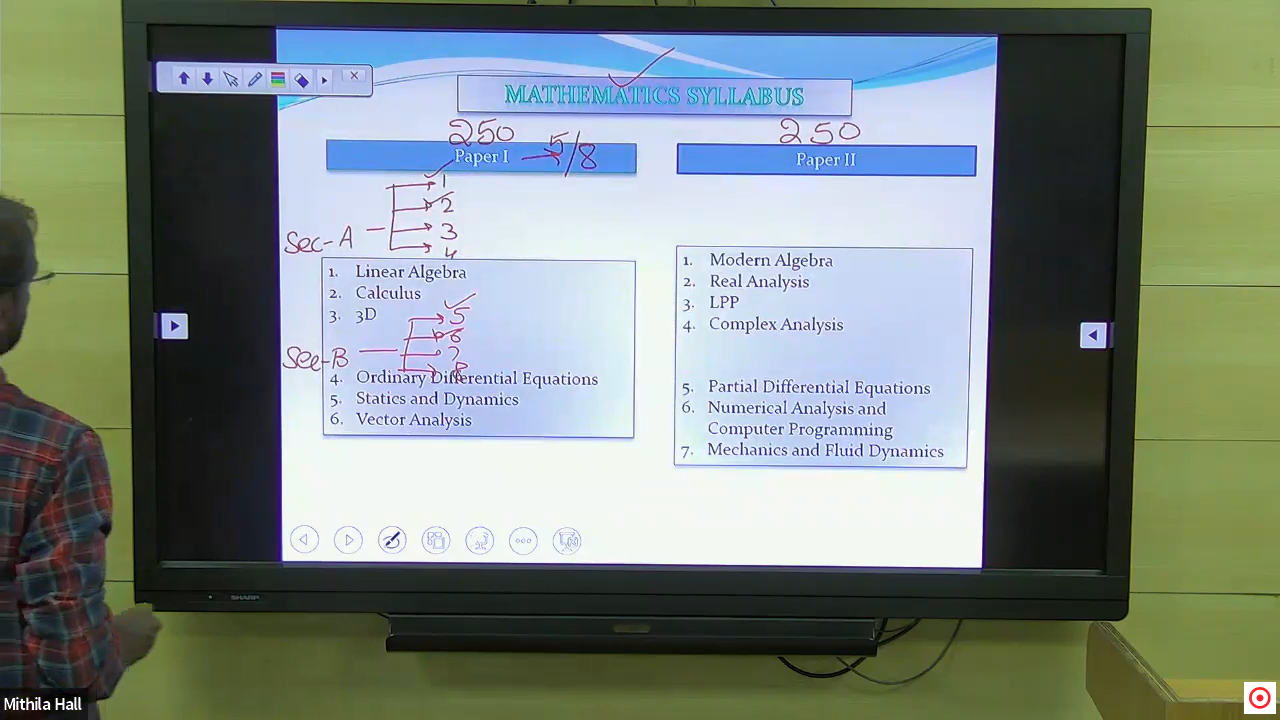 MATHEMATICS SYLLABUS
250
Paper I
5/8
1
2
Sec-A
3
4
1. Linear Algebra
2. Calculus
3. 3D
5
6
Sec-B
7
8
4. Ordinary Differential Equations
5. Statics and Dynamics
6. Vector Analysis
250
Paper II
1. Modern Algebra
2. Real Analysis
3. LPP
4. Complex Analysis
5. Partial Differential Equations
6. Numerical Analysis and
Computer Programming
7. Mechanics and Fluid Dynamics
SHARP
Mithila Hall